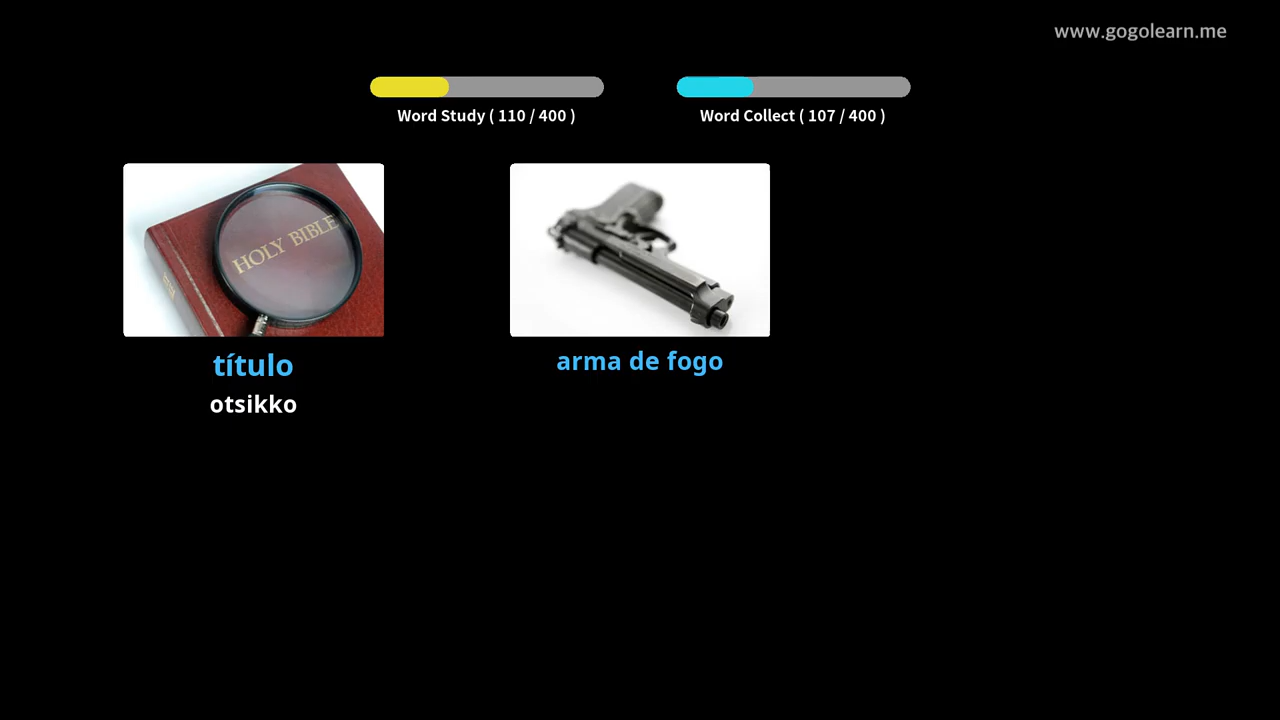 www.gogolearn.me
Word Study ( 110 / 400 )
Word Collect ( 107 / 400 )
HOLY BIBLE
título
otsikko
arma de fogo